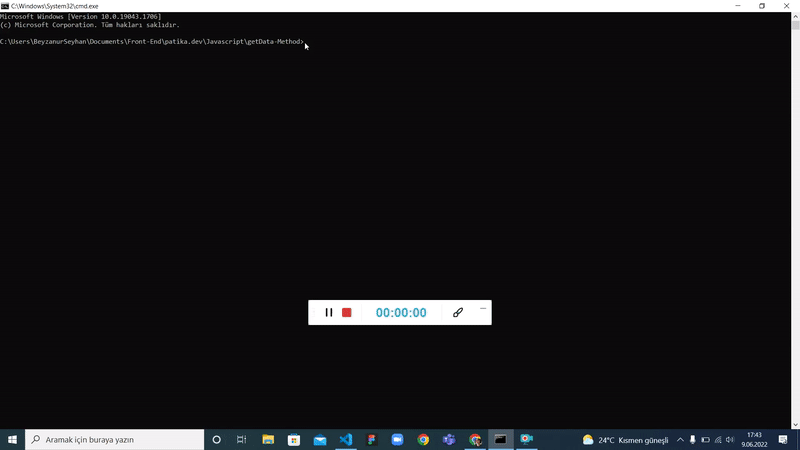 C:\Windows\System32\cmd.exe
Microsoft Windows [Version 10.0.19043.1706]
(c) Microsoft Corporation. Tüm hakları saklıdır.
C:\Users\BeyzanurSeyhan\Documents\Front-End\patika.dev\Javascript\getData-Method>
00:00:00
Aramak için buraya yazın
24°C Kısmen güneşli
17:43
9.06.2022